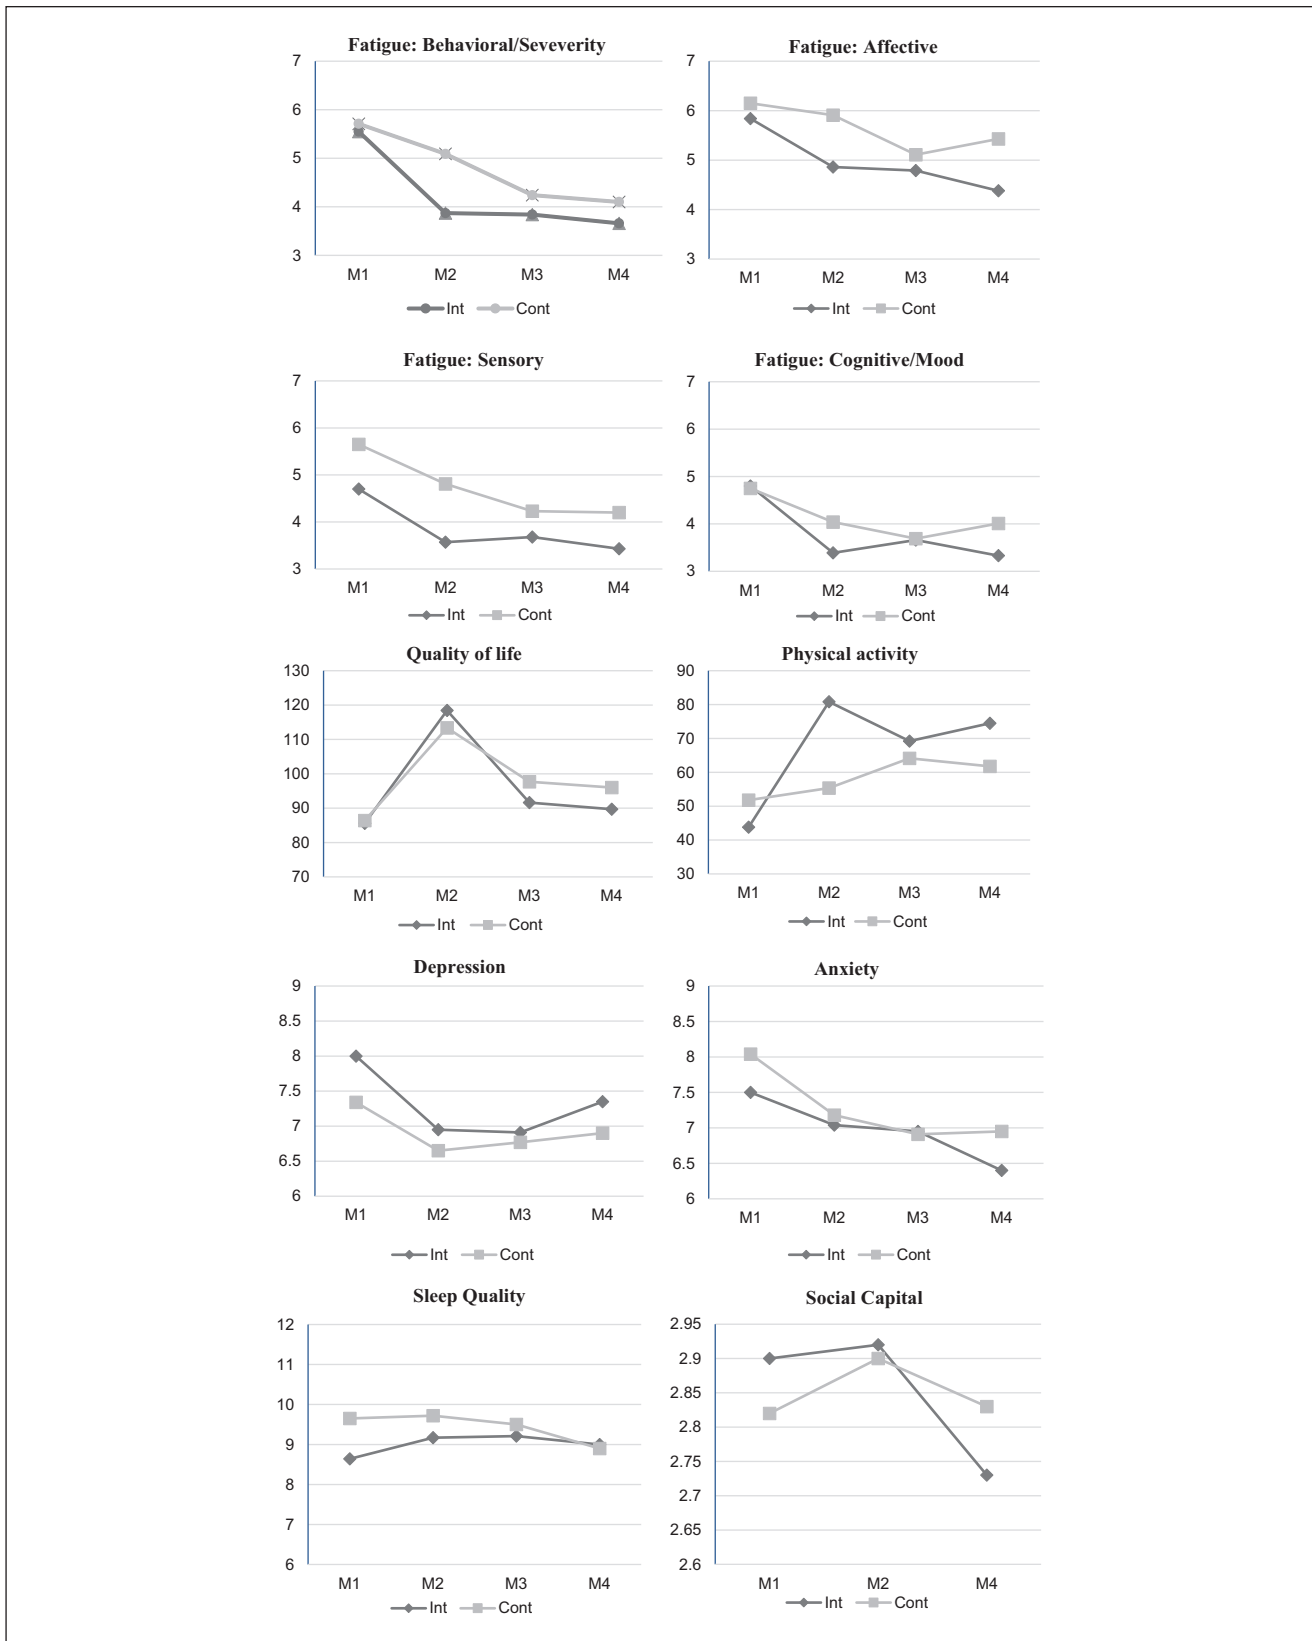 Fatigue: Behavioral/Seveverity
7
6
5
4
3
M1 M2 M3 M4
Int Cont
Fatigue: Affective
7
6
5
4
3
M1 M2 M3 M4
Int Cont
Fatigue: Sensory
7
6
5
4
3
M1 M2 M3 M4
Int Cont
Fatigue: Cognitive/Mood
7
6
5
4
3
M1 M2 M3 M4
Int Cont
Quality of life
130
120
110
100
90
80
70
M1 M2 M3 M4
Int Cont
Physical activity
90
80
70
60
50
40
30
M1 M2 M3 M4
Int Cont
Depression
9
8.5
8
7.5
7
6.5
6
M1 M2 M3 M4
Int Cont
Anxiety
9
8.5
8
7.5
7
6.5
6
M1 M2 M3 M4
Int Cont
Sleep Quality
12
11
10
9
8
7
6
M1 M2 M3 M4
Int Cont
Social Capital
2.95
2.9
2.85
2.8
2.75
2.7
2.65
2.6
M1 M2 M4
Int Cont